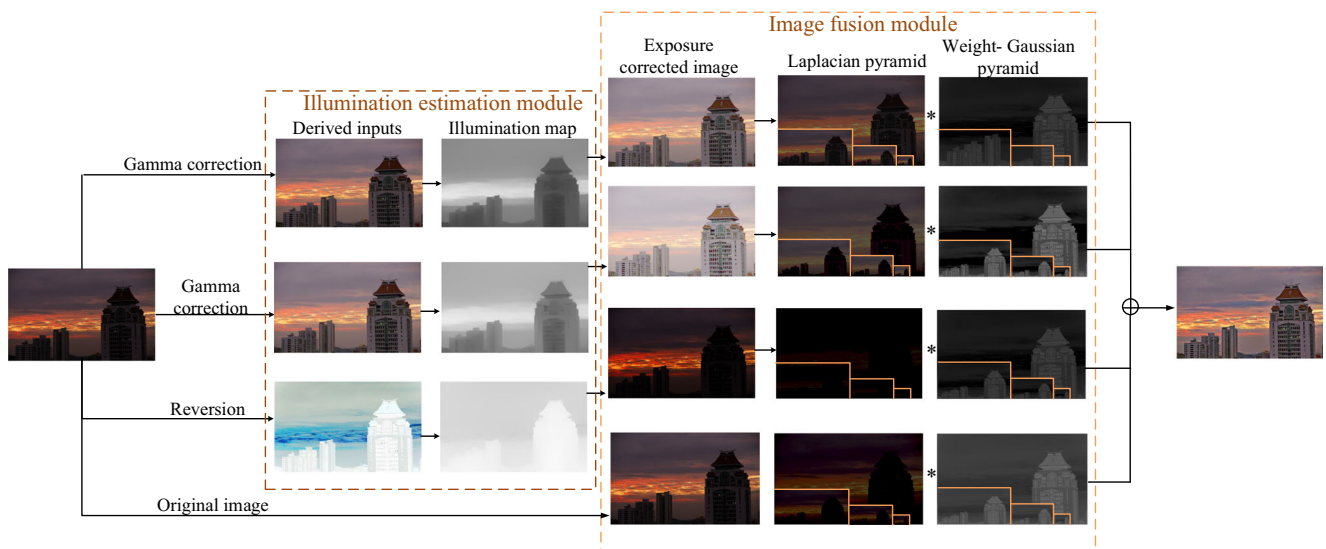 Image fusion module
Exposure
corrected image
Laplacian pyramid
Weight- Gaussian
pyramid
Illumination estimation module
Derived inputs
Illumination map
Gamma correction
Gamma
correction
Reversion
Original image
*
*
*
*